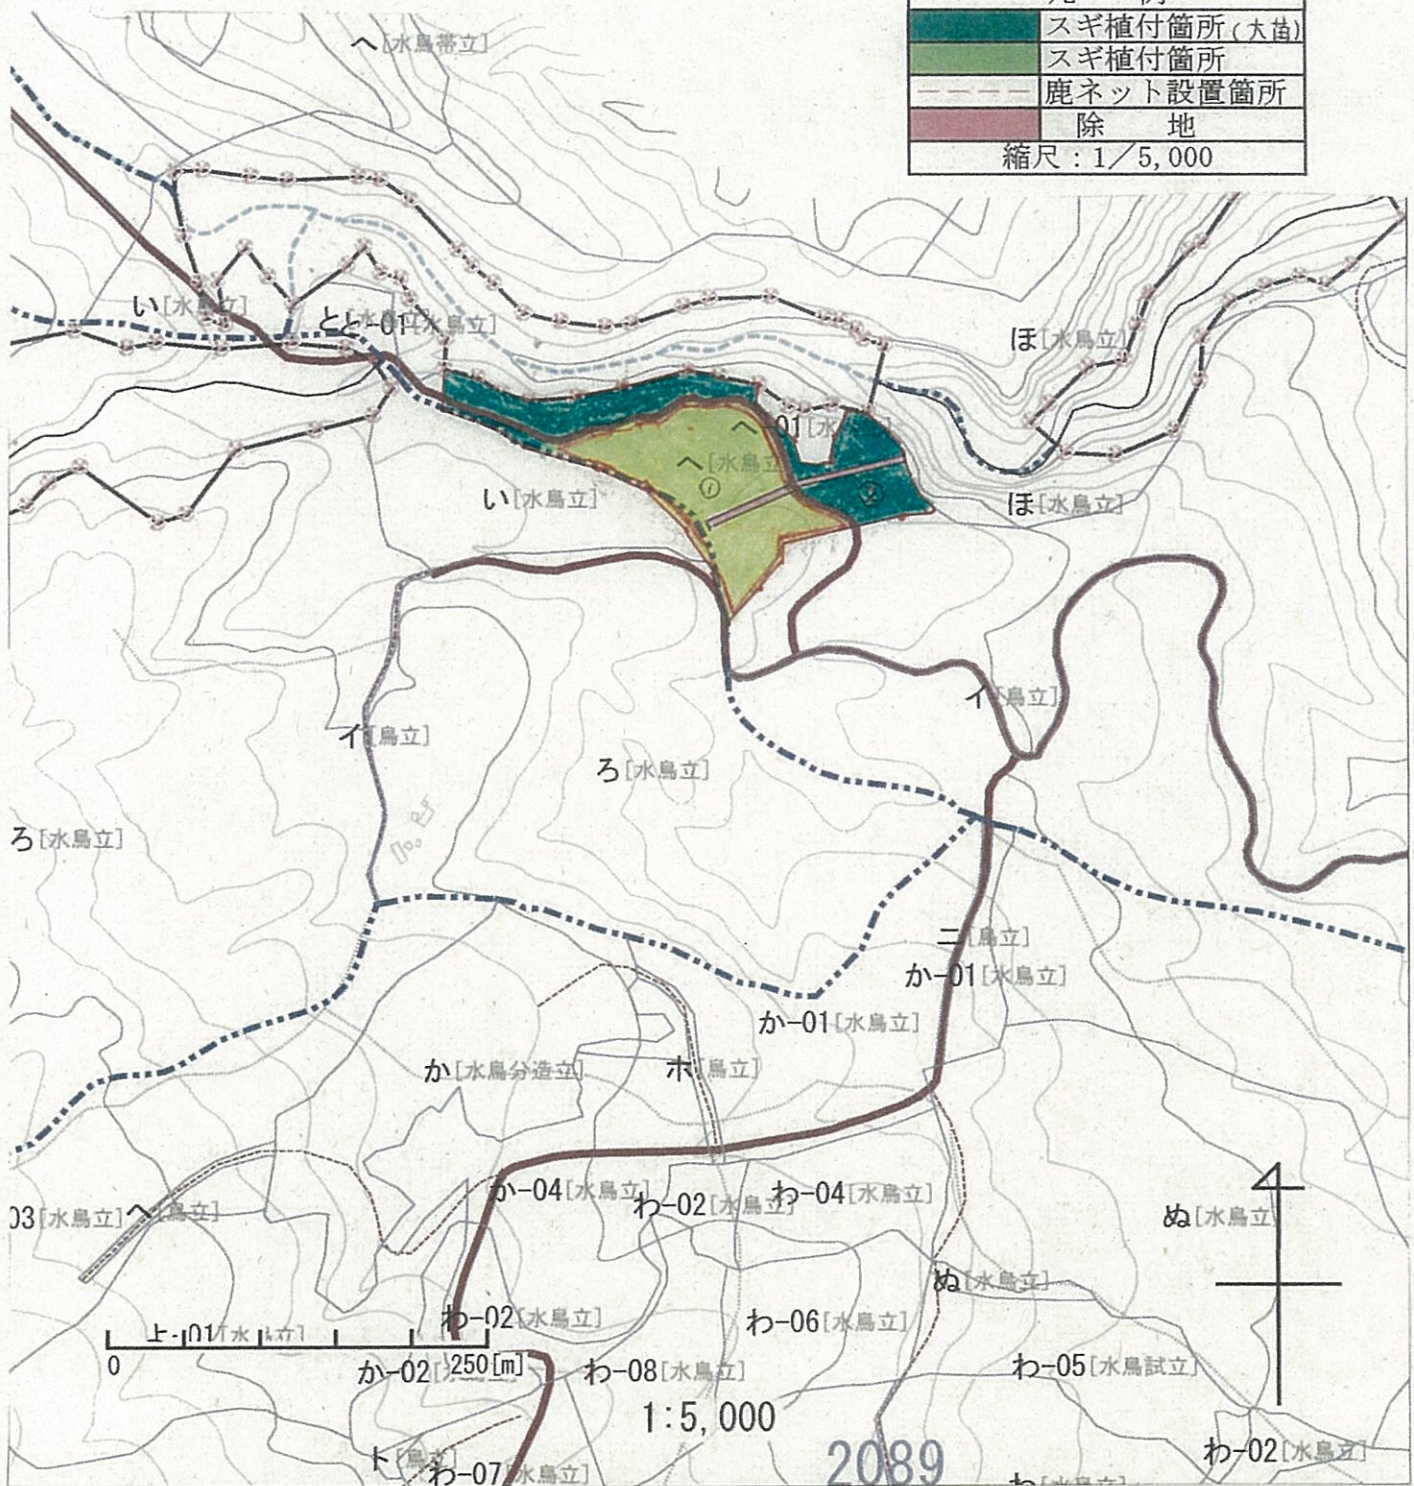 スギ植付箇所(大苗)
スギ植付箇所
鹿ネット設置箇所
除 地
縮尺:1/5,000
へ[水鳥帯立]
い[水鳥立]
ほ[水鳥立]
へ[水鳥立
①
②
い[水鳥立]
ほ[水鳥立]
イ[鳥立]
イ[鳥立]
ろ[水鳥立]
ろ[水鳥立]
ニ[鳥立]
か-01[水鳥立]
か-01[水鳥立]
か[水鳥分造立]
ホ[鳥立]
か-04[水鳥立]
わ-02[水鳥立]
わ-04[水鳥立]
03[水鳥立]
へ[鳥立]
ぬ[水鳥立]
ぬ[水鳥立]
わ-02[水鳥立]
わ-06[水鳥立]
0
250[m]
か-02
わ-08[水鳥立]
わ-05[水鳥試立]
1:5,000
2089
わ-02[水鳥立]
ト[鳥立]
わ-07[水鳥立]